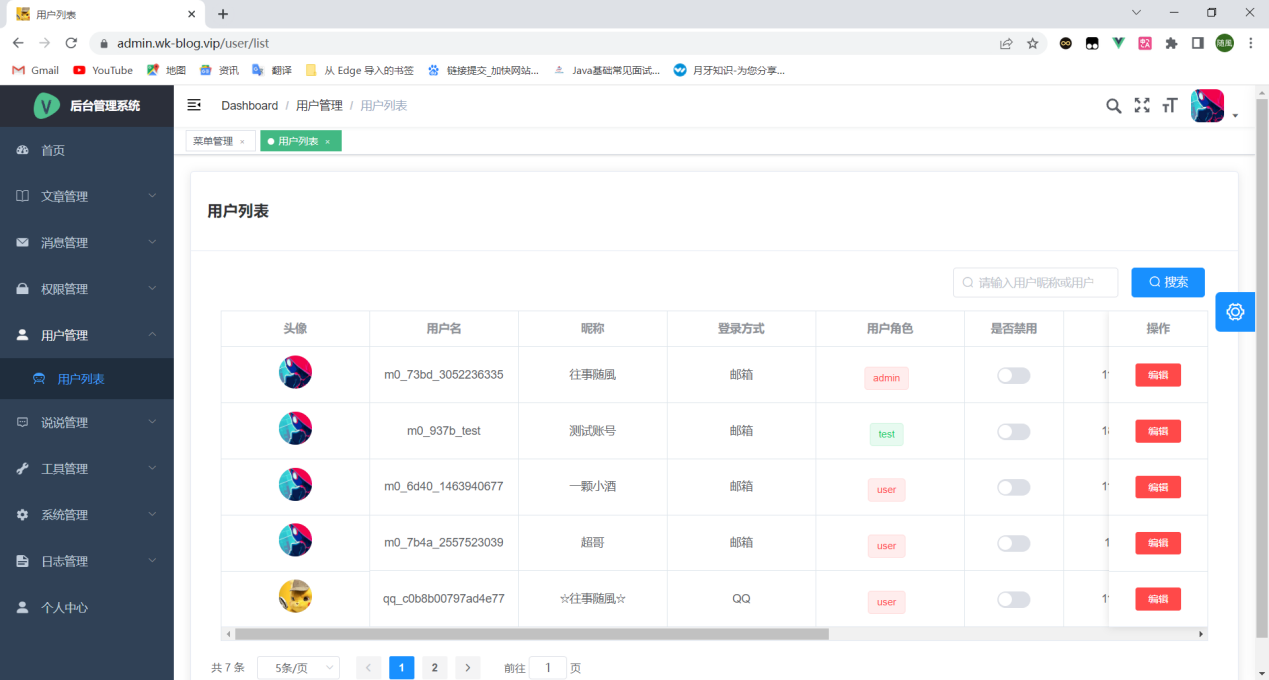 用户列表
admin.wk-blog.vip/user/list
Gmail YouTube 地图 资讯 翻译 从 Edge 导入的书签 链接提交_加快网站... Java基础常见面试... 月牙知识-为您分享...
后台管理系统
Dashboard / 用户管理 / 用户列表
菜单管理 × 用户列表 ×
首页
文章管理
消息管理
权限管理
用户管理
用户列表
说说管理
工具管理
系统管理
日志管理
个人中心
用户列表
请输入用户昵称或用户 搜索
头像 用户名 昵称 登录方式 用户角色 是否禁用 操作
m0_73bd_3052236335 往事随風 邮箱 admin 编辑
m0_937b_test 测试账号 邮箱 test 编辑
m0_6d40_1463940677 一颗小酒 邮箱 user 编辑
m0_7b4a_2557523039 超哥 邮箱 user 编辑
qq_c0b8b00797ad4e77 ☆往事随風☆ QQ user 编辑
共 7 条 5条/页 1 2 前往 1 页